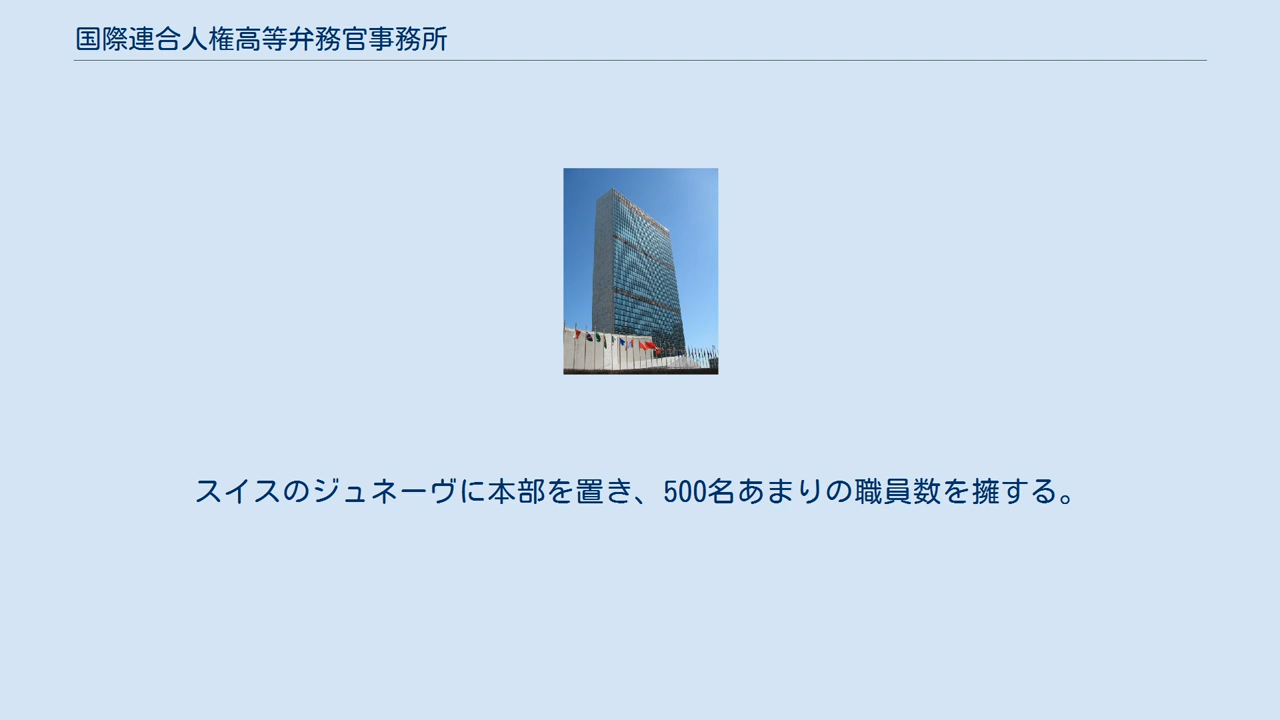 国際連合人権高等弁務官事務所
スイスのジュネーヴに本部を置き、500名あまりの職員数を擁する。